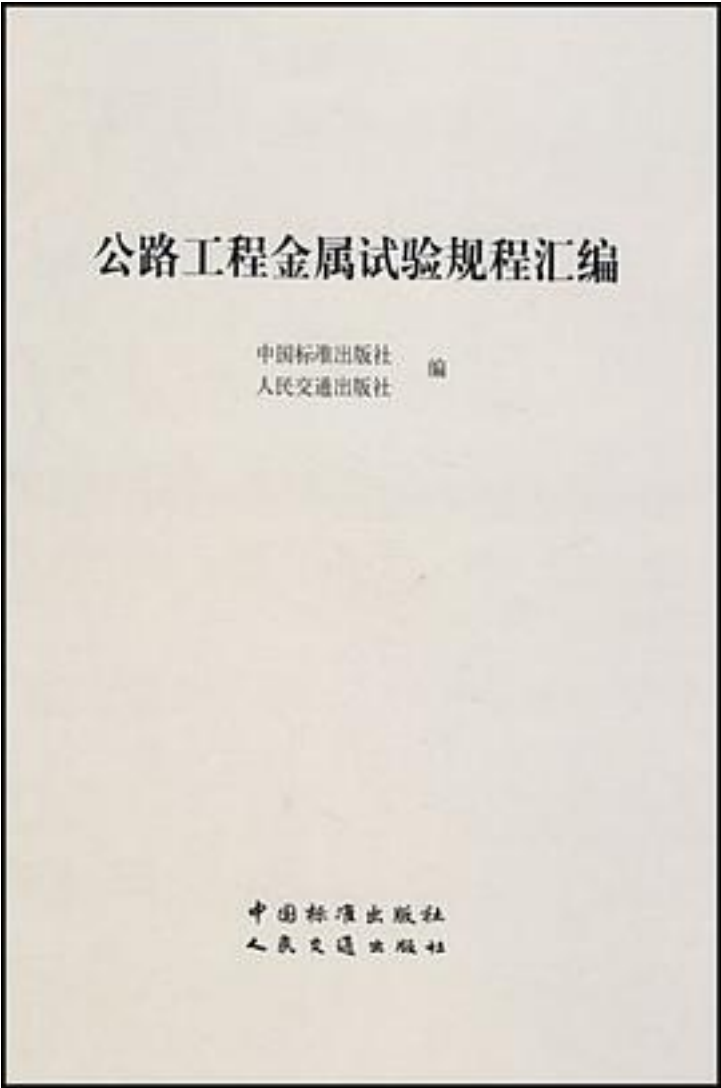 公路工程金属试验规程汇编
中国标准出版社
人民交通出版社
编
中国标准出版社
人民交通出版社